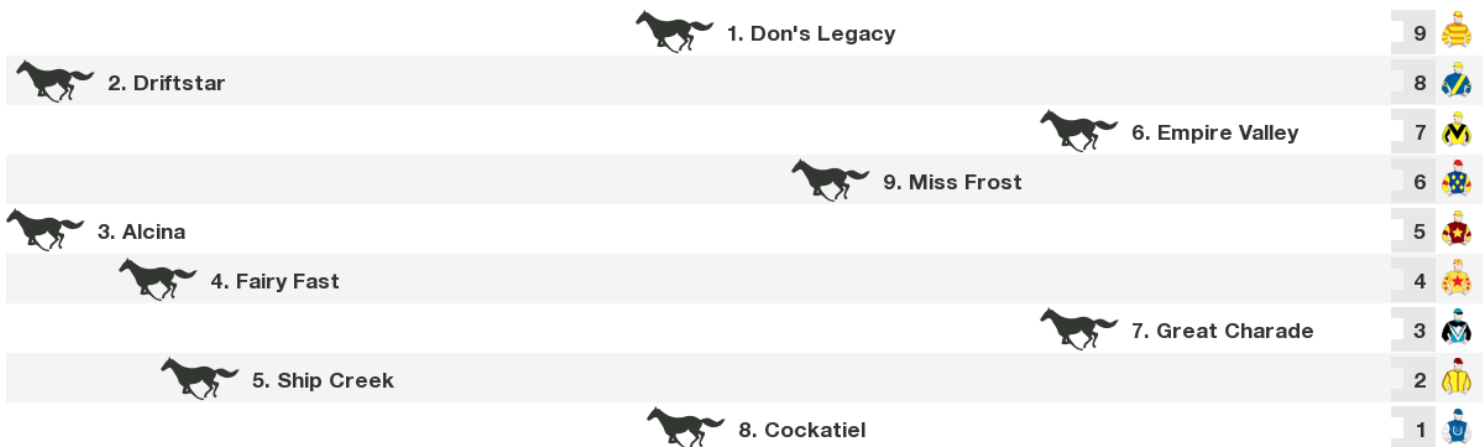 1. Don's Legacy 9
2. Driftstar 8
6. Empire Valley 7
9. Miss Frost 6
3. Alcina 5
4. Fairy Fast 4
7. Great Charade 3
5. Ship Creek 2
8. Cockatiel 1